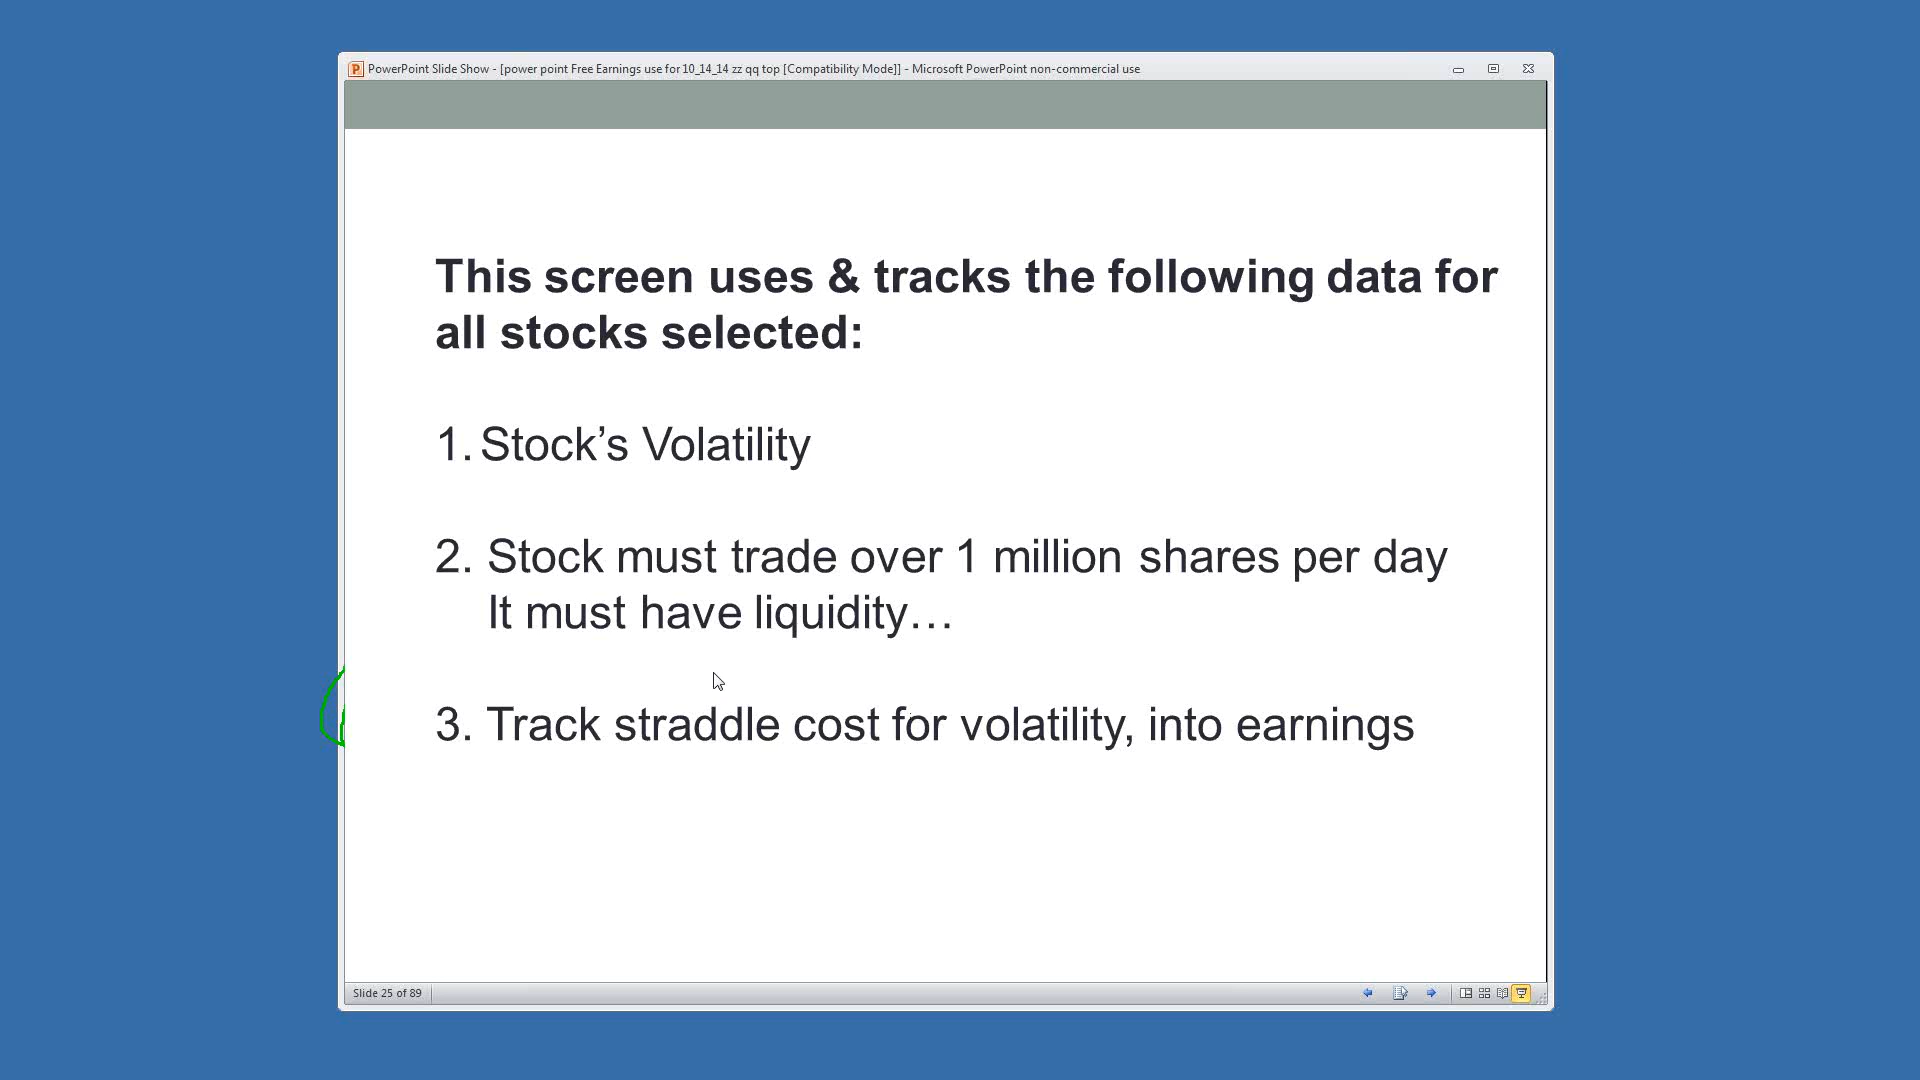 PowerPoint Slide Show - [power point Free Earnings use for 10_14_14 zz qq top [Compatibility Mode]] - Microsoft PowerPoint non-commercial use
This screen uses & tracks the following data for
all stocks selected:
1. Stock’s Volatility
2. Stock must trade over 1 million shares per day
It must have liquidity…
3. Track straddle cost for volatility, into earnings
Slide 25 of 89